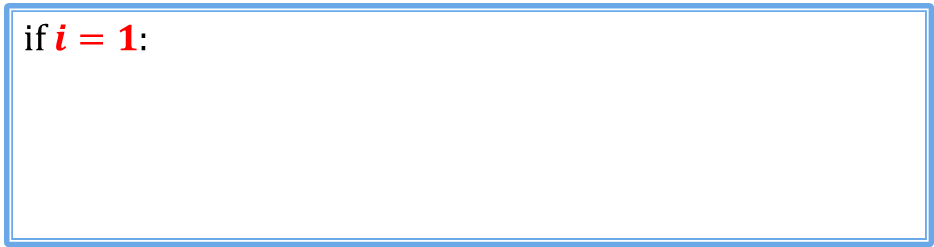 if i = 1: